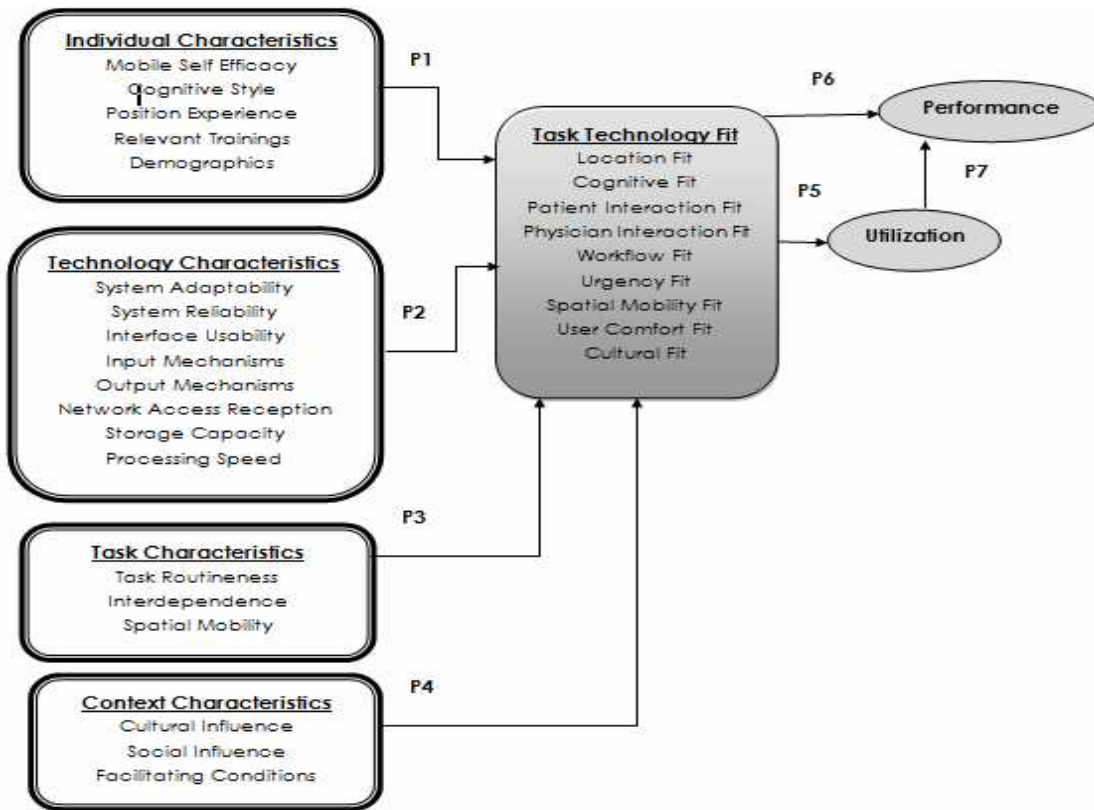 Individual Characteristics
Mobile Self Efficacy
Cognitive Style
Position Experience
Relevant Trainings
Demographics
P1
Technology Characteristics
System Adaptability
System Reliability
Interface Usability
Input Mechanisms
Output Mechanisms
Network Access Reception
Storage Capacity
Processing Speed
P2
Task Characteristics
Task Routineness
Interdependence
Spatial Mobility
P3
Context Characteristics
Cultural Influence
Social Influence
Facilitating Conditions
P4
Task Technology Fit
Location Fit
Cognitive Fit
Patient Interaction Fit
Physician Interaction Fit
Workflow Fit
Urgency Fit
Spatial Mobility Fit
User Comfort Fit
Cultural Fit
P6
Performance
P5
Utilization
P7